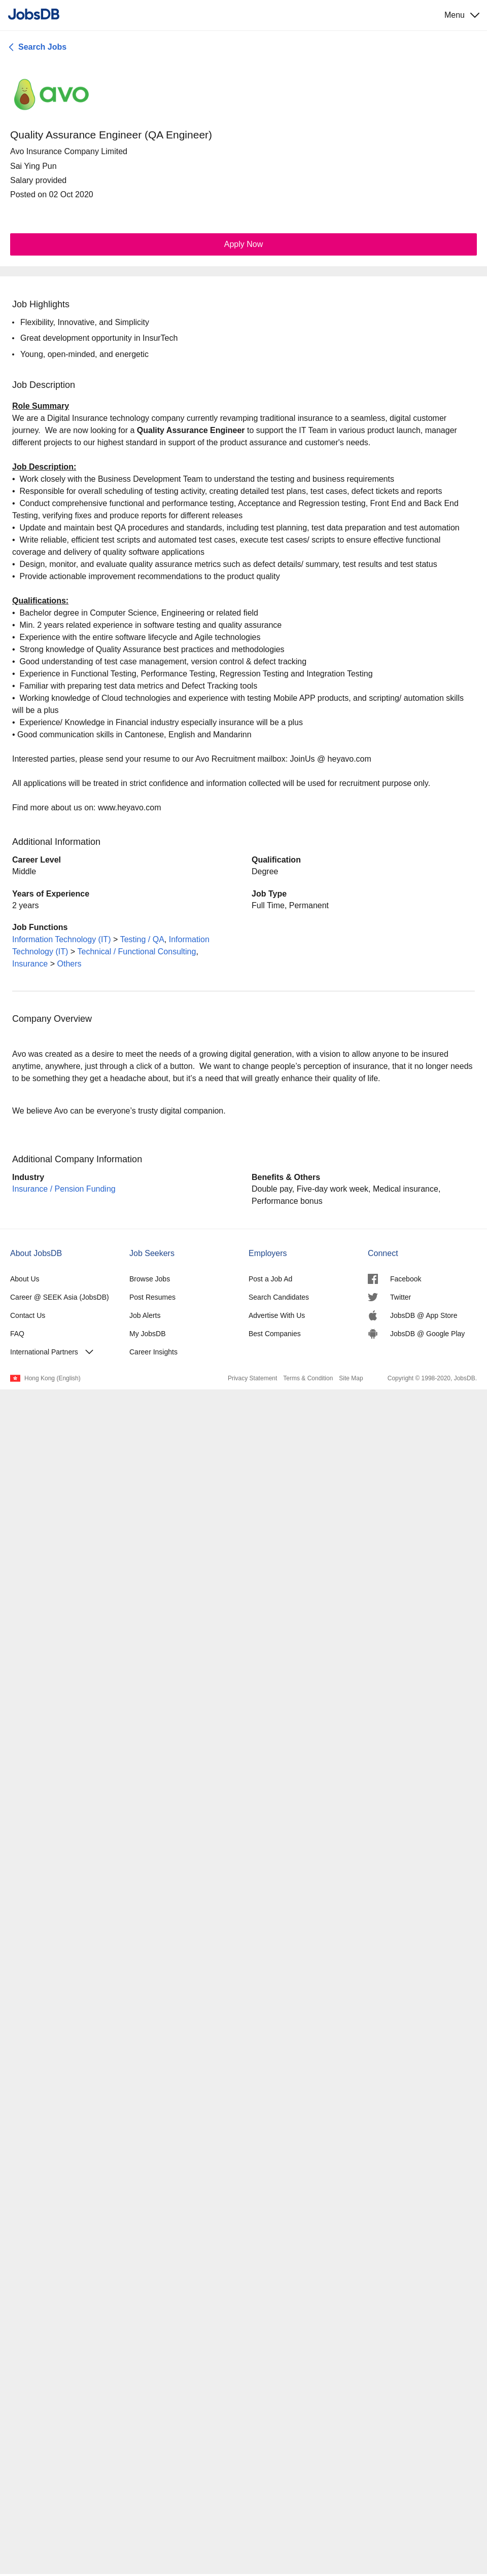 JobsDB
Menu
Search Jobs
avo
Quality Assurance Engineer (QA Engineer)
Avo Insurance Company Limited
Sai Ying Pun
Salary provided
Posted on 02 Oct 2020
Apply Now
Job Highlights
• Flexibility, Innovative, and Simplicity
• Great development opportunity in InsurTech
• Young, open-minded, and energetic
Job Description
Role Summary
We are a Digital Insurance technology company currently revamping traditional insurance to a seamless, digital customer
journey.  We are now looking for a Quality Assurance Engineer to support the IT Team in various product launch, manager
different projects to our highest standard in support of the product assurance and customer's needs.
Job Description:
•  Work closely with the Business Development Team to understand the testing and business requirements
•  Responsible for overall scheduling of testing activity, creating detailed test plans, test cases, defect tickets and reports
•  Conduct comprehensive functional and performance testing, Acceptance and Regression testing, Front End and Back End
Testing, verifying fixes and produce reports for different releases
•  Update and maintain best QA procedures and standards, including test planning, test data preparation and test automation
•  Write reliable, efficient test scripts and automated test cases, execute test cases/ scripts to ensure effective functional
coverage and delivery of quality software applications
•  Design, monitor, and evaluate quality assurance metrics such as defect details/ summary, test results and test status
•  Provide actionable improvement recommendations to the product quality
Qualifications:
•  Bachelor degree in Computer Science, Engineering or related field
•  Min. 2 years related experience in software testing and quality assurance
•  Experience with the entire software lifecycle and Agile technologies
•  Strong knowledge of Quality Assurance best practices and methodologies
•  Good understanding of test case management, version control & defect tracking
•  Experience in Functional Testing, Performance Testing, Regression Testing and Integration Testing
•  Familiar with preparing test data metrics and Defect Tracking tools
•  Working knowledge of Cloud technologies and experience with testing Mobile APP products, and scripting/ automation skills
will be a plus
•  Experience/ Knowledge in Financial industry especially insurance will be a plus
• Good communication skills in Cantonese, English and Mandarinn
Interested parties, please send your resume to our Avo Recruitment mailbox: JoinUs @ heyavo.com
All applications will be treated in strict confidence and information collected will be used for recruitment purpose only.
Find more about us on: www.heyavo.com
Additional Information
Career Level
Middle
Qualification
Degree
Years of Experience
2 years
Job Type
Full Time, Permanent
Job Functions
Information Technology (IT) > Testing / QA, Information
Technology (IT) > Technical / Functional Consulting,
Insurance > Others
Company Overview
Avo was created as a desire to meet the needs of a growing digital generation, with a vision to allow anyone to be insured
anytime, anywhere, just through a click of a button.  We want to change people's perception of insurance, that it no longer needs
to be something they get a headache about, but it's a need that will greatly enhance their quality of life.
We believe Avo can be everyone's trusty digital companion.
Additional Company Information
Industry
Insurance / Pension Funding
Benefits & Others
Double pay, Five-day work week, Medical insurance,
Performance bonus
About JobsDB
About Us
Career @ SEEK Asia (JobsDB)
Contact Us
FAQ
International Partners
Job Seekers
Browse Jobs
Post Resumes
Job Alerts
My JobsDB
Career Insights
Employers
Post a Job Ad
Search Candidates
Advertise With Us
Best Companies
Connect
Facebook
Twitter
JobsDB @ App Store
JobsDB @ Google Play
Hong Kong (English)
Privacy Statement Terms & Condition Site Map
Copyright © 1998-2020, JobsDB.